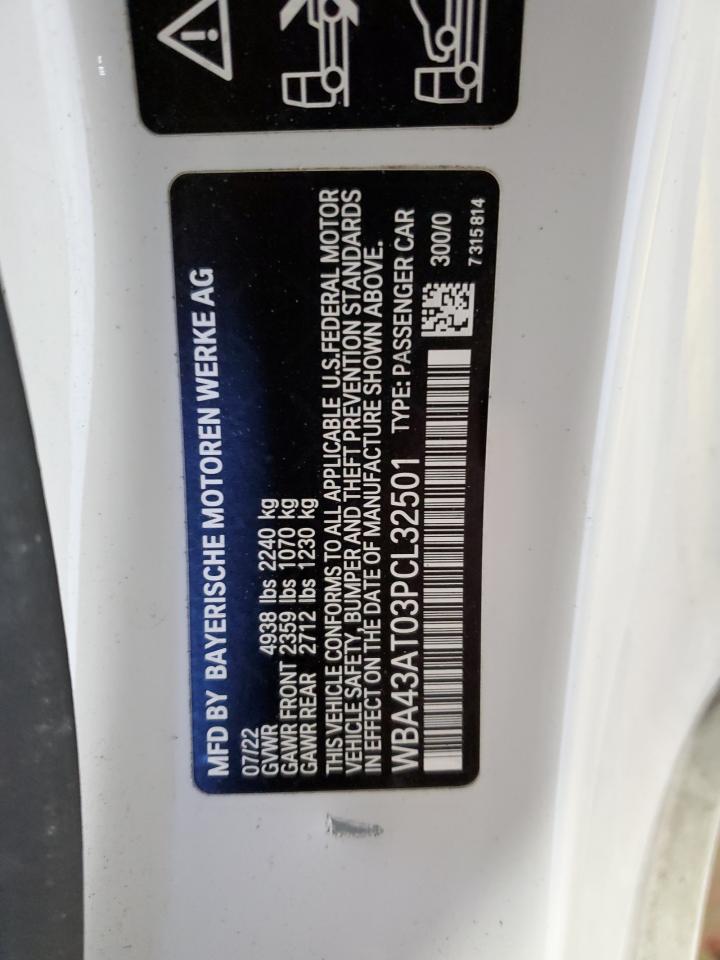 MFD BY BAYERISCHE MOTOREN WERKE AG
07/22
GVWR 4938 lbs 2240 kg
GAWR FRONT 2359 lbs 1070 kg
GAWR REAR 2712 lbs 1230 kg
THIS VEHICLE CONFORMS TO ALL APPLICABLE U.S.FEDERAL MOTOR
VEHICLE SAFETY, BUMPER AND THEFT PREVENTION STANDARDS
IN EFFECT ON THE DATE OF MANUFACTURE SHOWN ABOVE.
WBA43AT03PCL32501 TYPE: PASSENGER CAR
300/0
7 315 814